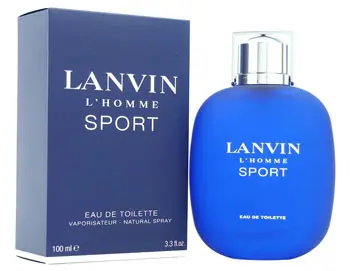 LANVIN
L'HOMME
SPORT
EAU DE TOILETTE
VAPORISATEUR - NATURAL SPRAY
100 ml e 3.3 fl.oz.
LANVIN
L'HOMME
SPORT
EAU DE TOILETTE